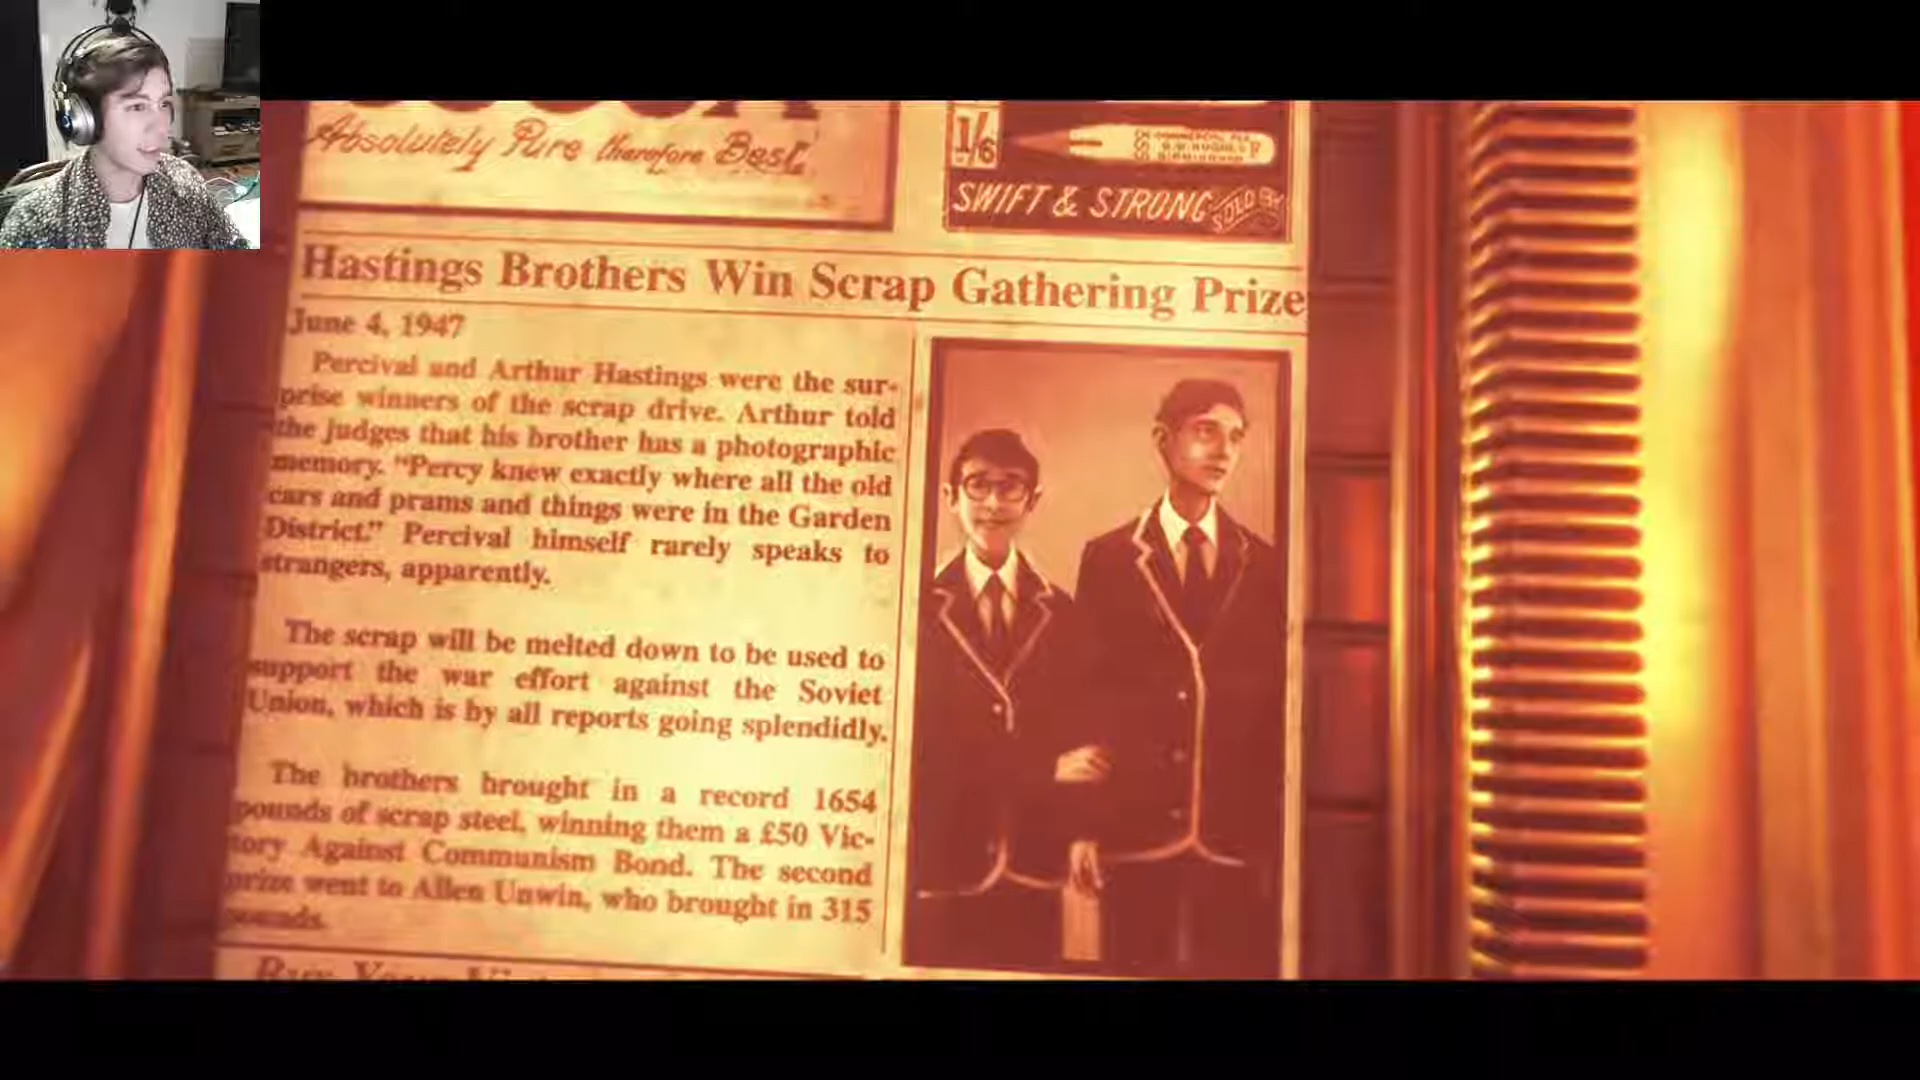 Absolutely Pure therefore Best
1/6
SWIFT & STRONG SOLD BY
Hastings Brothers Win Scrap Gathering Prize
June 4, 1947
Percival and Arthur Hastings were the sur-
prise winners of the scrap drive. Arthur told
the judges that his brother has a photographic
memory. "Percy knew exactly where all the old
cars and prams and things were in the Garden
District." Percival himself rarely speaks to
strangers, apparently.
The scrap will be melted down to be used to
support the war effort against the Soviet
Union, which is by all reports going splendidly.
The brothers brought in a record 1654
pounds of scrap steel, winning them a £50 Vic-
tory Against Communism Bond. The second
prize went to Allen Unwin, who brought in 315
pounds.
Buy Your